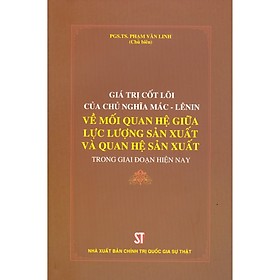 PGS.TS. PHẠM VĂN LINH
(Chủ biên)
GIÁ TRỊ CỐT LÕI
CỦA CHỦ NGHĨA MÁC - LÊNIN
VỀ MỐI QUAN HỆ GIỮA
LỰC LƯỢNG SẢN XUẤT
VÀ QUAN HỆ SẢN XUẤT
TRONG GIAI ĐOẠN HIỆN NAY
ST
NHÀ XUẤT BẢN CHÍNH TRỊ QUỐC GIA SỰ THẬT